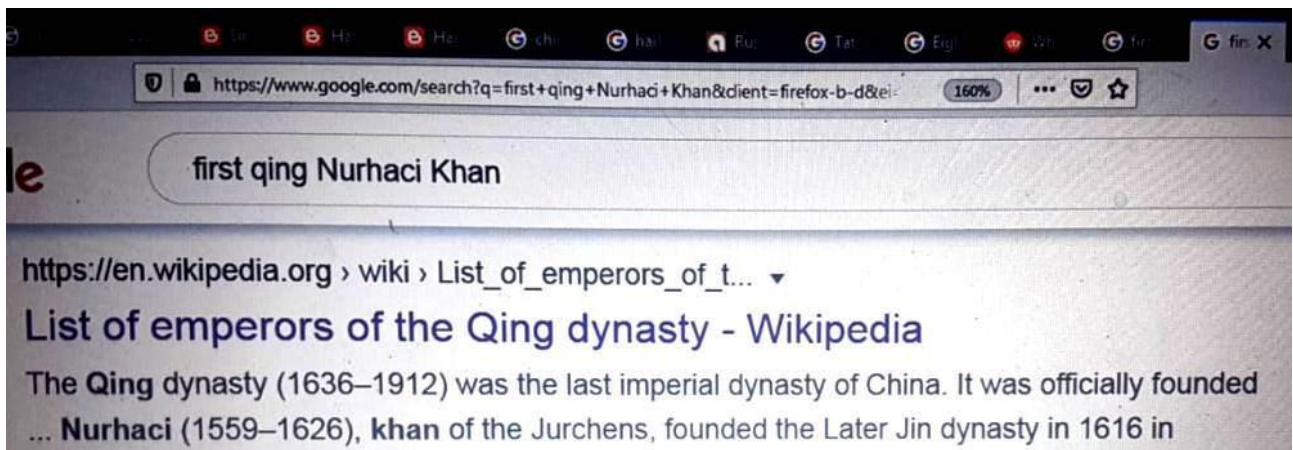 fin
https://www.google.com/search?q=first+qing+Nurhaci+Khan&client=firefox-b-d&ei=
160%
le
first qing Nurhaci Khan
https://en.wikipedia.org › wiki › List_of_emperors_of_t...
List of emperors of the Qing dynasty - Wikipedia
The Qing dynasty (1636–1912) was the last imperial dynasty of China. It was officially founded
... Nurhaci (1559–1626), khan of the Jurchens, founded the Later Jin dynasty in 1616 in